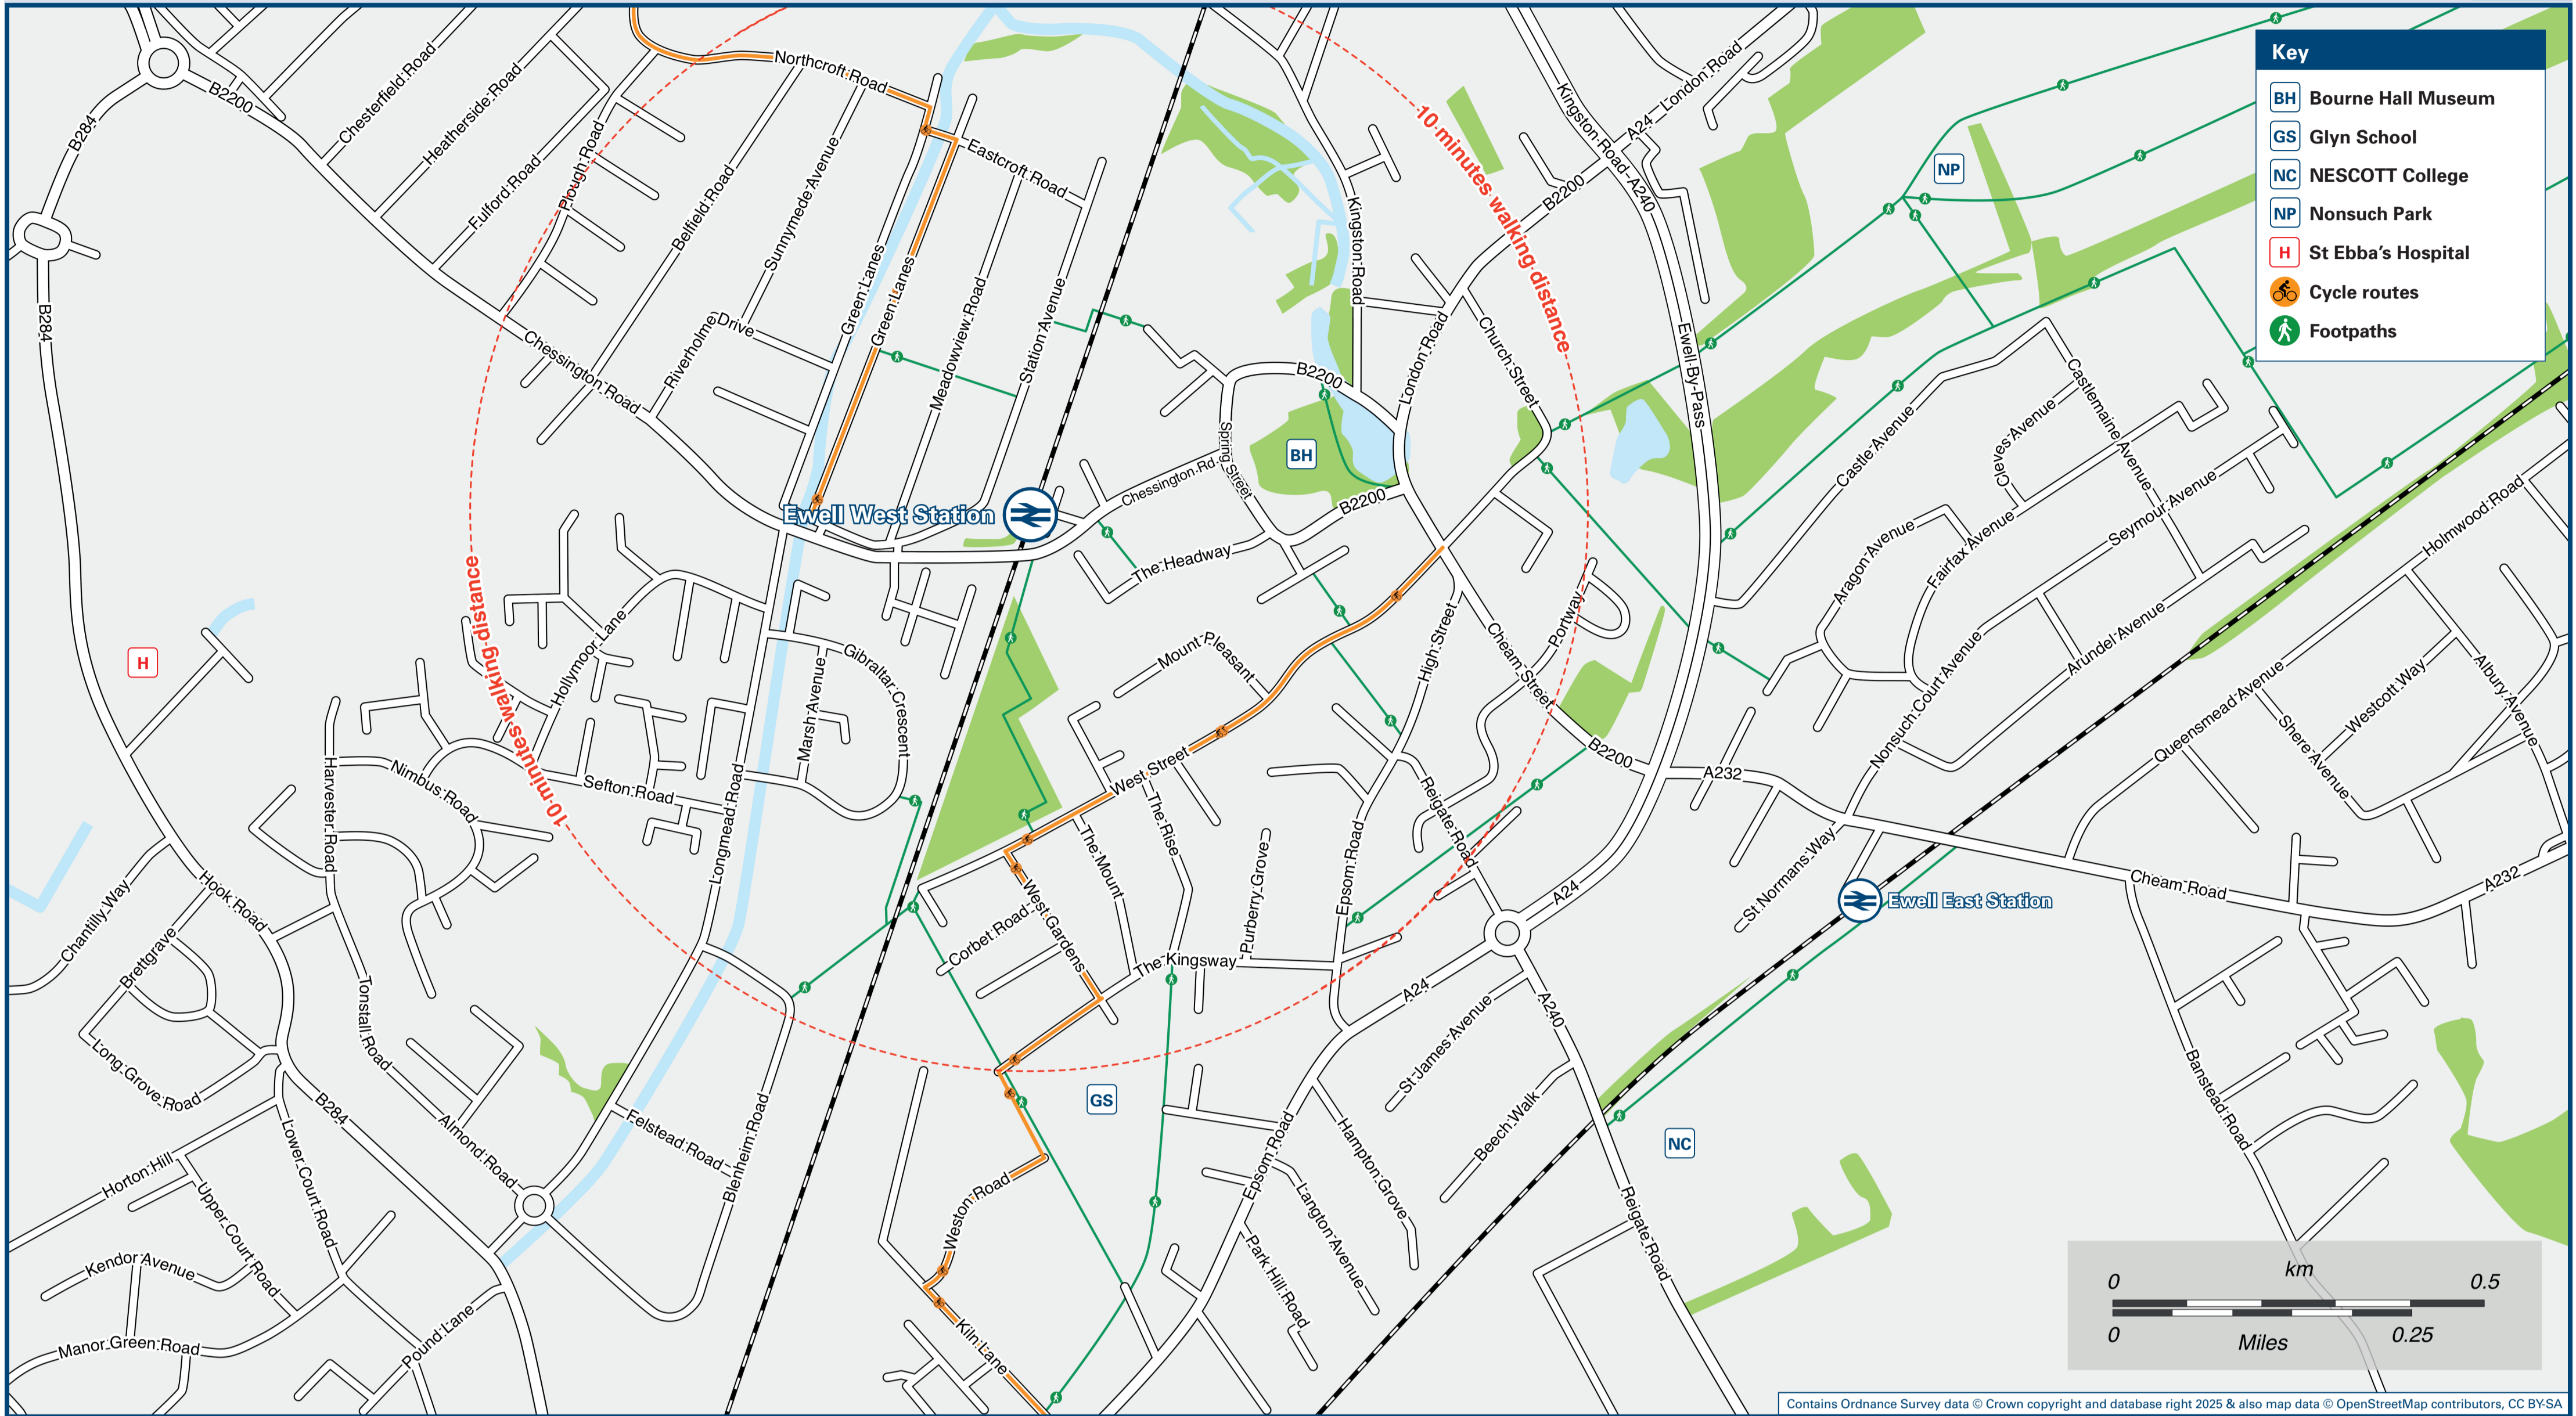 Key
BH Bourne Hall Museum
GS Glyn School
NC NESCOTT College
NP Nonsuch Park
H St Ebba's Hospital
Cycle routes
Footpaths
Northcroft Road
B2200
Chesterfield Road
Heatherside Road
Fulford Road
Plough Road
B284
Belfield Road
Sunnymede Avenue
Eastcroft Road
Green Lanes
Green Lanes
Meadowview Road
Station Avenue
Riverholme Drive
Chessington Road
B284
Kingston Road
A24 London Road
Kingston Road A240
B2200
Kingston Road
10 minutes walking distance
NP
London Road
Church Street
Ewell By-Pass
B2200
Spring Street
Chessington Rd
BH
B2200
Ewell West Station
The Headway
Castlemaine Avenue
Cleves Avenue
Castle Avenue
Seymour Avenue
Aragon Avenue
Fairfax Avenue
Holmwood Road
Nonsuch Court Avenue
Arundel Avenue
Queensmead Avenue
Westcott Way
Shere Avenue
Albury Avenue
10 minutes walking distance
Hollymoor Lane
Gibraltar Crescent
Marsh Avenue
Mount Pleasant
High Street
Cheam Street
Portway
B2200
A232
H
Harvester Road
Nimbus Road
Sefton Road
Longmead Road
West Street
The Rise
The Mount
Reigate Road
Epsom Road
Purberry Grove
West Gardens
Corbet Road
The Kingsway
A24
St Normans Way
Ewell East Station
Cheam Road
A232
Hook Road
Chantilly Way
Brettgrave
Tonstall Road
Long Grove Road
A24
A240
St James Avenue
Beech Walk
GS
NC
B284
Almond Road
Felstead Road
Blenheim Road
Horton Hill
Lower Court Road
Upper Court Road
Kendor Avenue
Manor Green Road
Pound Lane
Weston Road
Kiln Lane
Epsom Road
Hampton Grove
Langton Avenue
Park Hill Road
Reigate Road
Banstead Road
km
0 0.5
0 0.25
Miles
Contains Ordnance Survey data © Crown copyright and database right 2025 & also map data © OpenStreetMap contributors, CC BY-SA